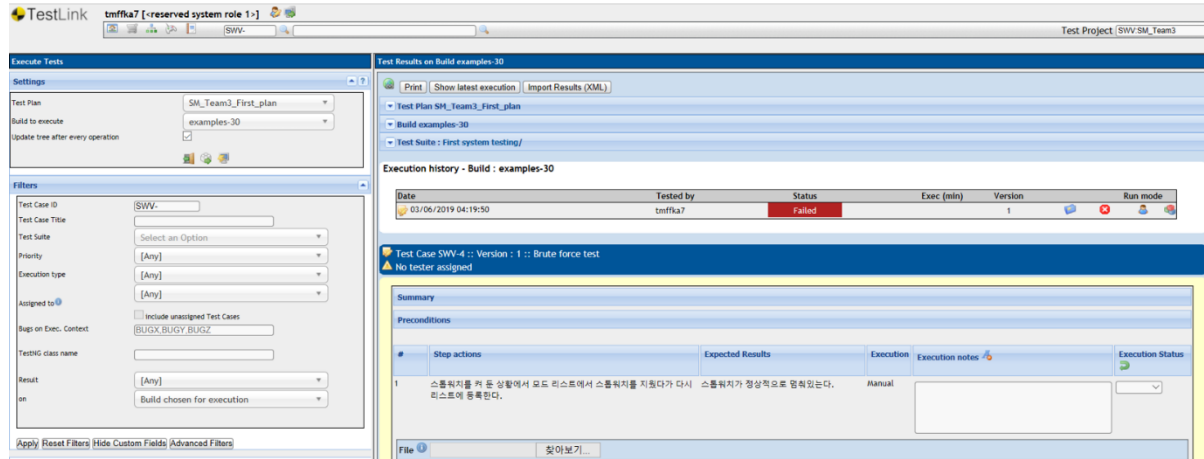 TestLink
tmffka7 [<reserved system role 1>]
SWV-
Test Project SWV:SM_Team3
Execute Tests
Settings
?
Test Plan SM_Team3_First_plan
Build to execute examples-30
Update tree after every operation
Filters
Test Case ID SWV-
Test Case Title
Test Suite Select an Option
Priority [Any]
Execution type [Any]
Assigned to [Any]
include unassigned Test Cases
Bugs on Exec. Context BUGX,BUGY,BUGZ
TestNG class name
Result [Any]
on Build chosen for execution
Apply Reset Filters Hide Custom Fields Advanced Filters
Test Results on Build examples-30
Print Show latest execution Import Results (XML)
Test Plan SM_Team3_First_plan
Build examples-30
Test Suite : First system testing/
Execution history - Build : examples-30
Date Tested by Status Exec (min) Version Run mode
03/06/2019 04:19:50 tmffka7 Failed 1
Test Case SWV-4 :: Version : 1 :: Brute force test
No tester assigned
Summary
Preconditions
# Step actions Expected Results Execution Execution notes Execution Status
1 스톱워치를 켜 둔 상황에서 모드 리스트에서 스톱워치를 지웠다가 다시 스톱워치가 정상적으로 멈춰있는다. Manual
리스트에 등록한다.
File 찾아보기...